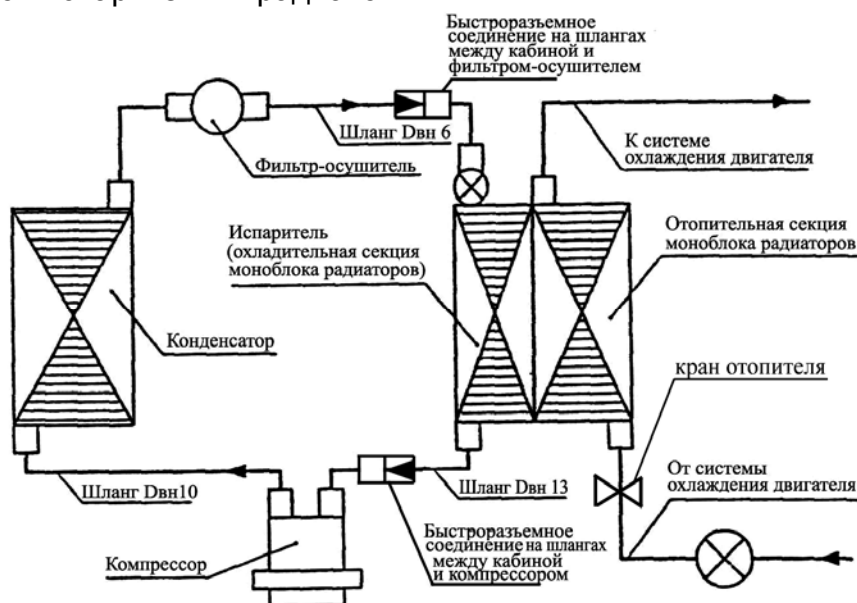 Быстроразъемное
соединение на шлангах
между кабиной и
фильтром-осушителем
Шланг Dвн 6
Фильтр-осушитель
К системе
охлаждения двигателя
Испаритель
(охладительная секция
моноблока радиаторов)
Отопительная секция
моноблока радиаторов
Конденсатор
кран отопителя
Шланг Dвн10
Шланг Dвн 13
От системы
охлаждения двигателя
Быстроразъемное
соединение на шлангах
между кабиной
и компрессором
Компрессор